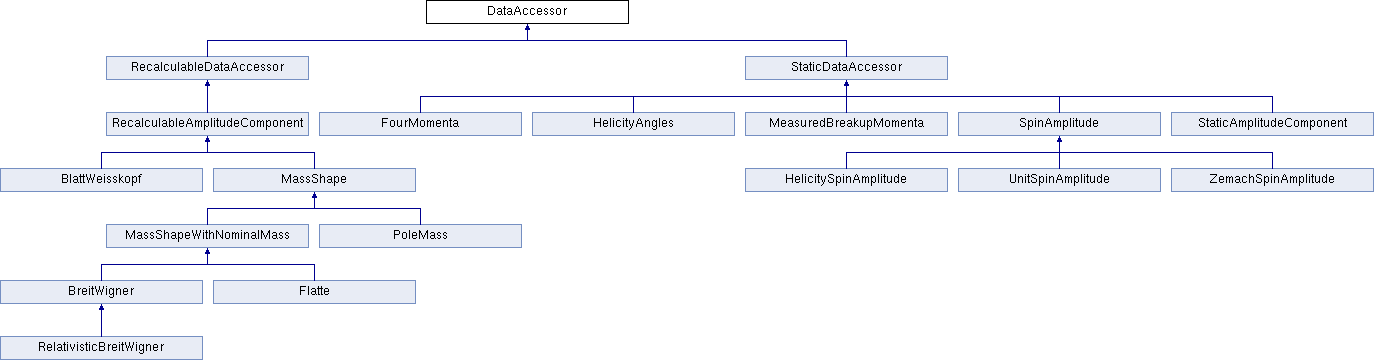 DataAccessor
RecalculableDataAccessor
StaticDataAccessor
RecalculableAmplitudeComponent
FourMomenta
HelicityAngles
MeasuredBreakupMomenta
SpinAmplitude
StaticAmplitudeComponent
BlattWeisskopf
MassShape
HelicitySpinAmplitude
UnitSpinAmplitude
ZemachSpinAmplitude
MassShapeWithNominalMass
PoleMass
BreitWigner
Flatte
RelativisticBreitWigner